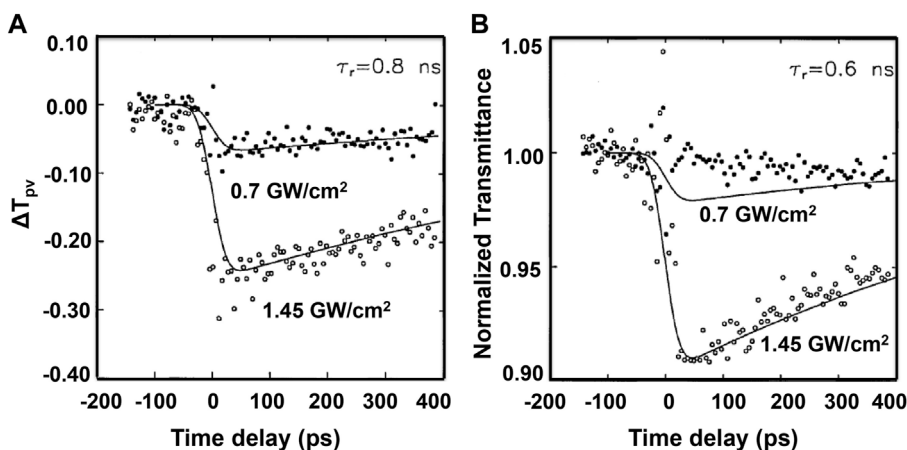 A
ΔTpv
0.10
0.00
-0.10
-0.20
-0.30
-0.40
τr=0.8 ns
0.7 GW/cm²
1.45 GW/cm²
-200 -100 0 100 200 300 400
Time delay (ps)
B
Normalized Transmittance
1.05
1.00
0.95
0.90
τr=0.6 ns
0.7 GW/cm²
1.45 GW/cm²
-200 -100 0 100 200 300 400
Time delay (ps)